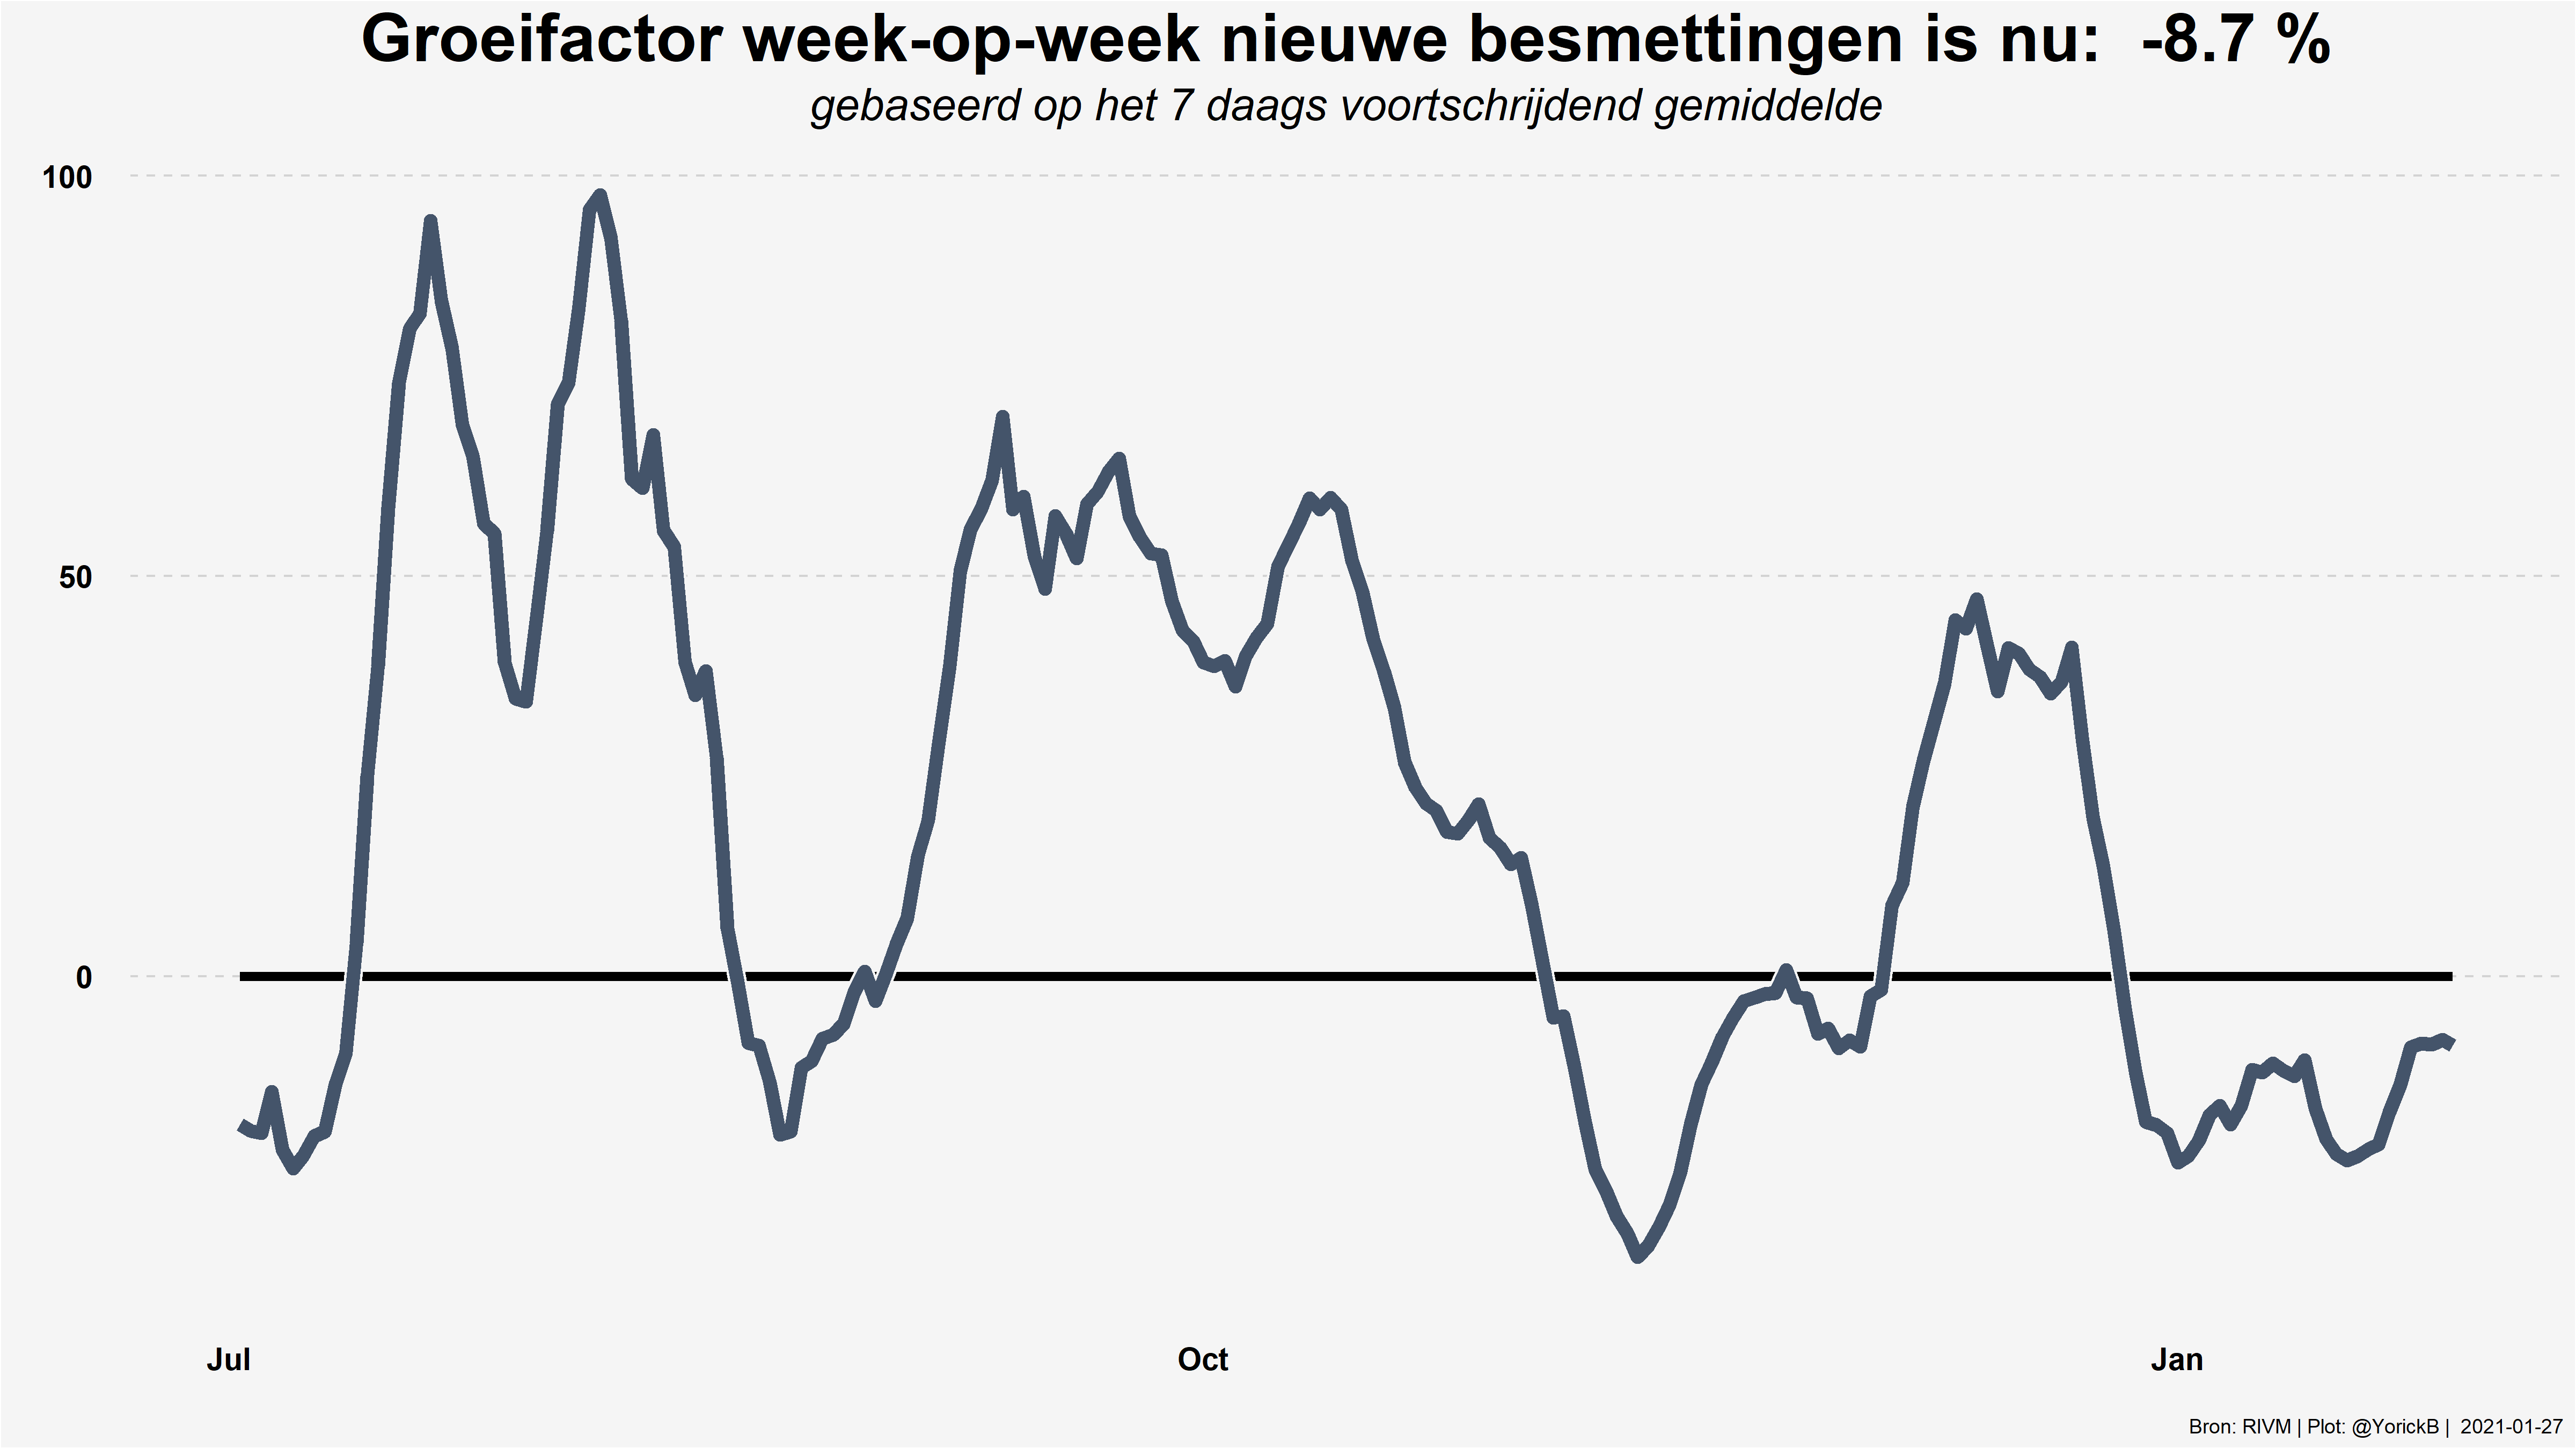 Groeifactor week-op-week nieuwe besmettingen is nu:  -8.7 %
gebaseerd op het 7 daags voortschrijdend gemiddelde
100
50
0
Jul
Oct
Jan
Bron: RIVM | Plot: @YorickB |  2021-01-27